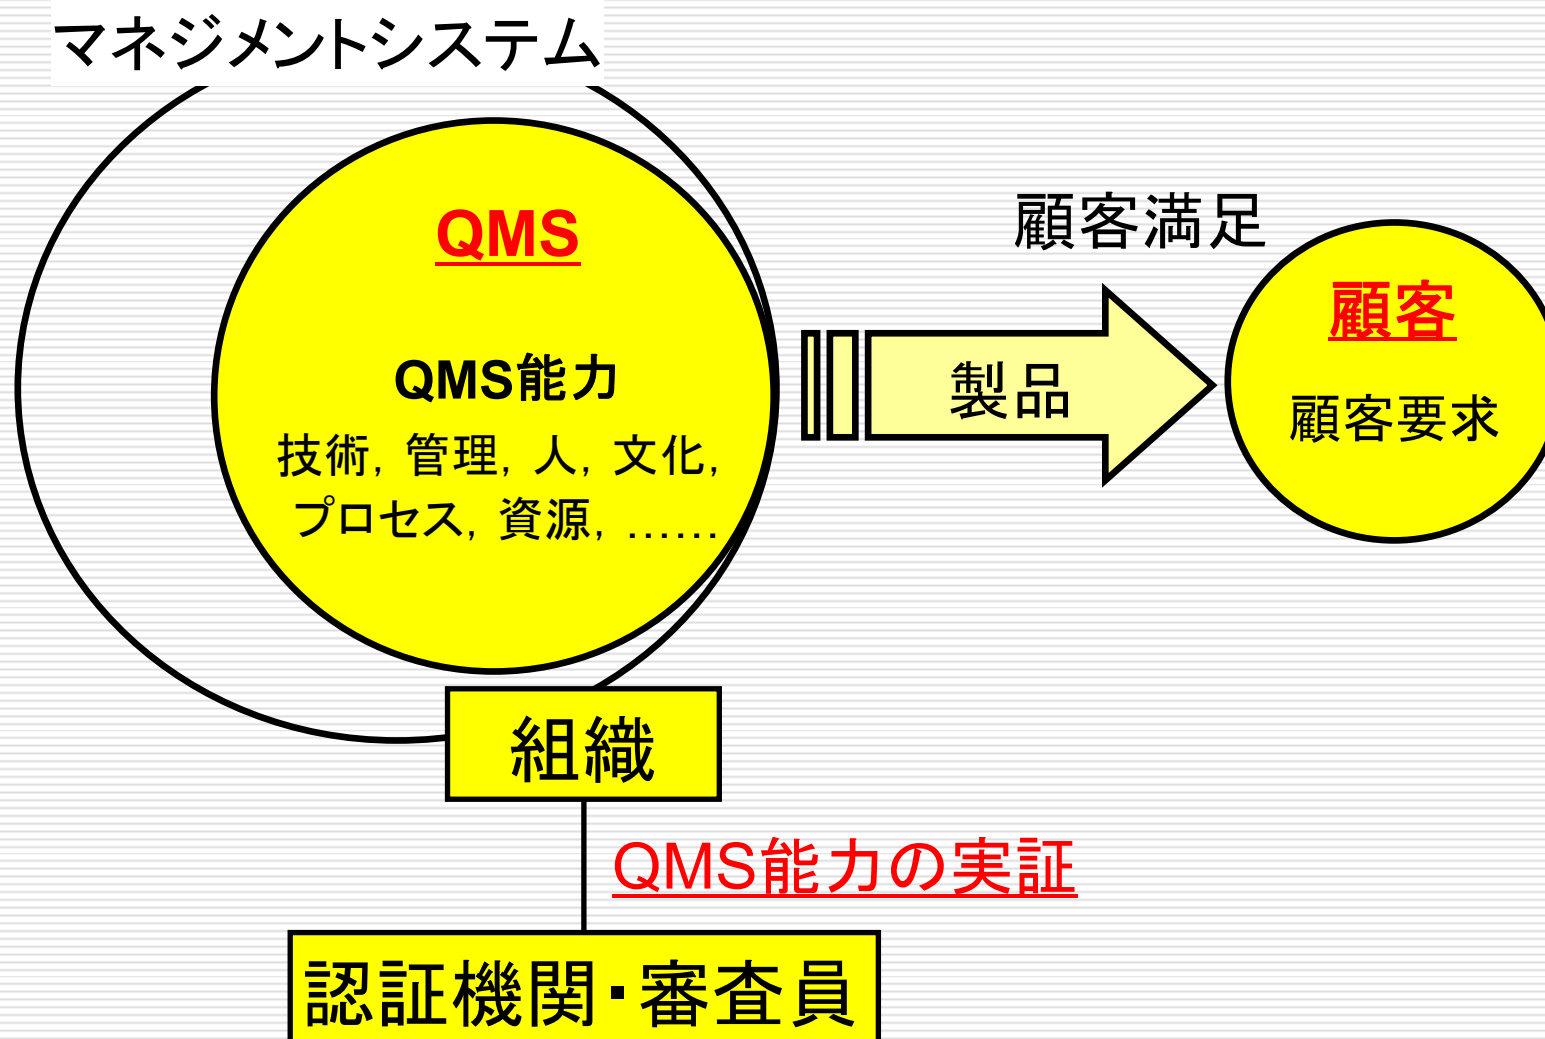 マネジメントシステム
QMS
QMS能力
技術, 管理, 人, 文化,
プロセス, 資源, ……
顧客満足
製品
顧客
顧客要求
組織
QMS能力の実証
認証機関・審査員